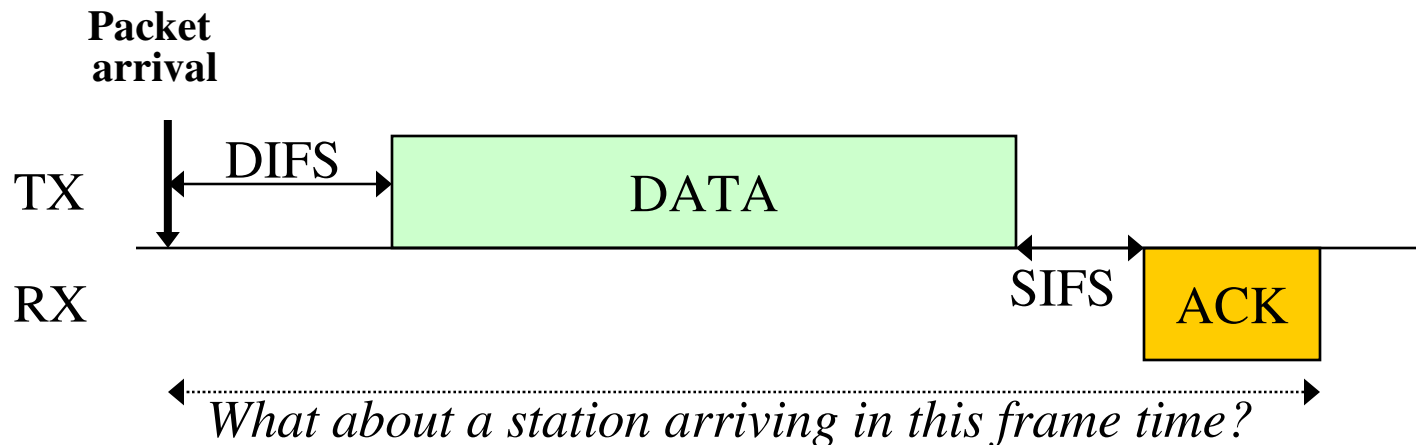 Packet
arrival
DIFS
TX
DATA
SIFS
RX
ACK
What about a station arriving in this frame time?